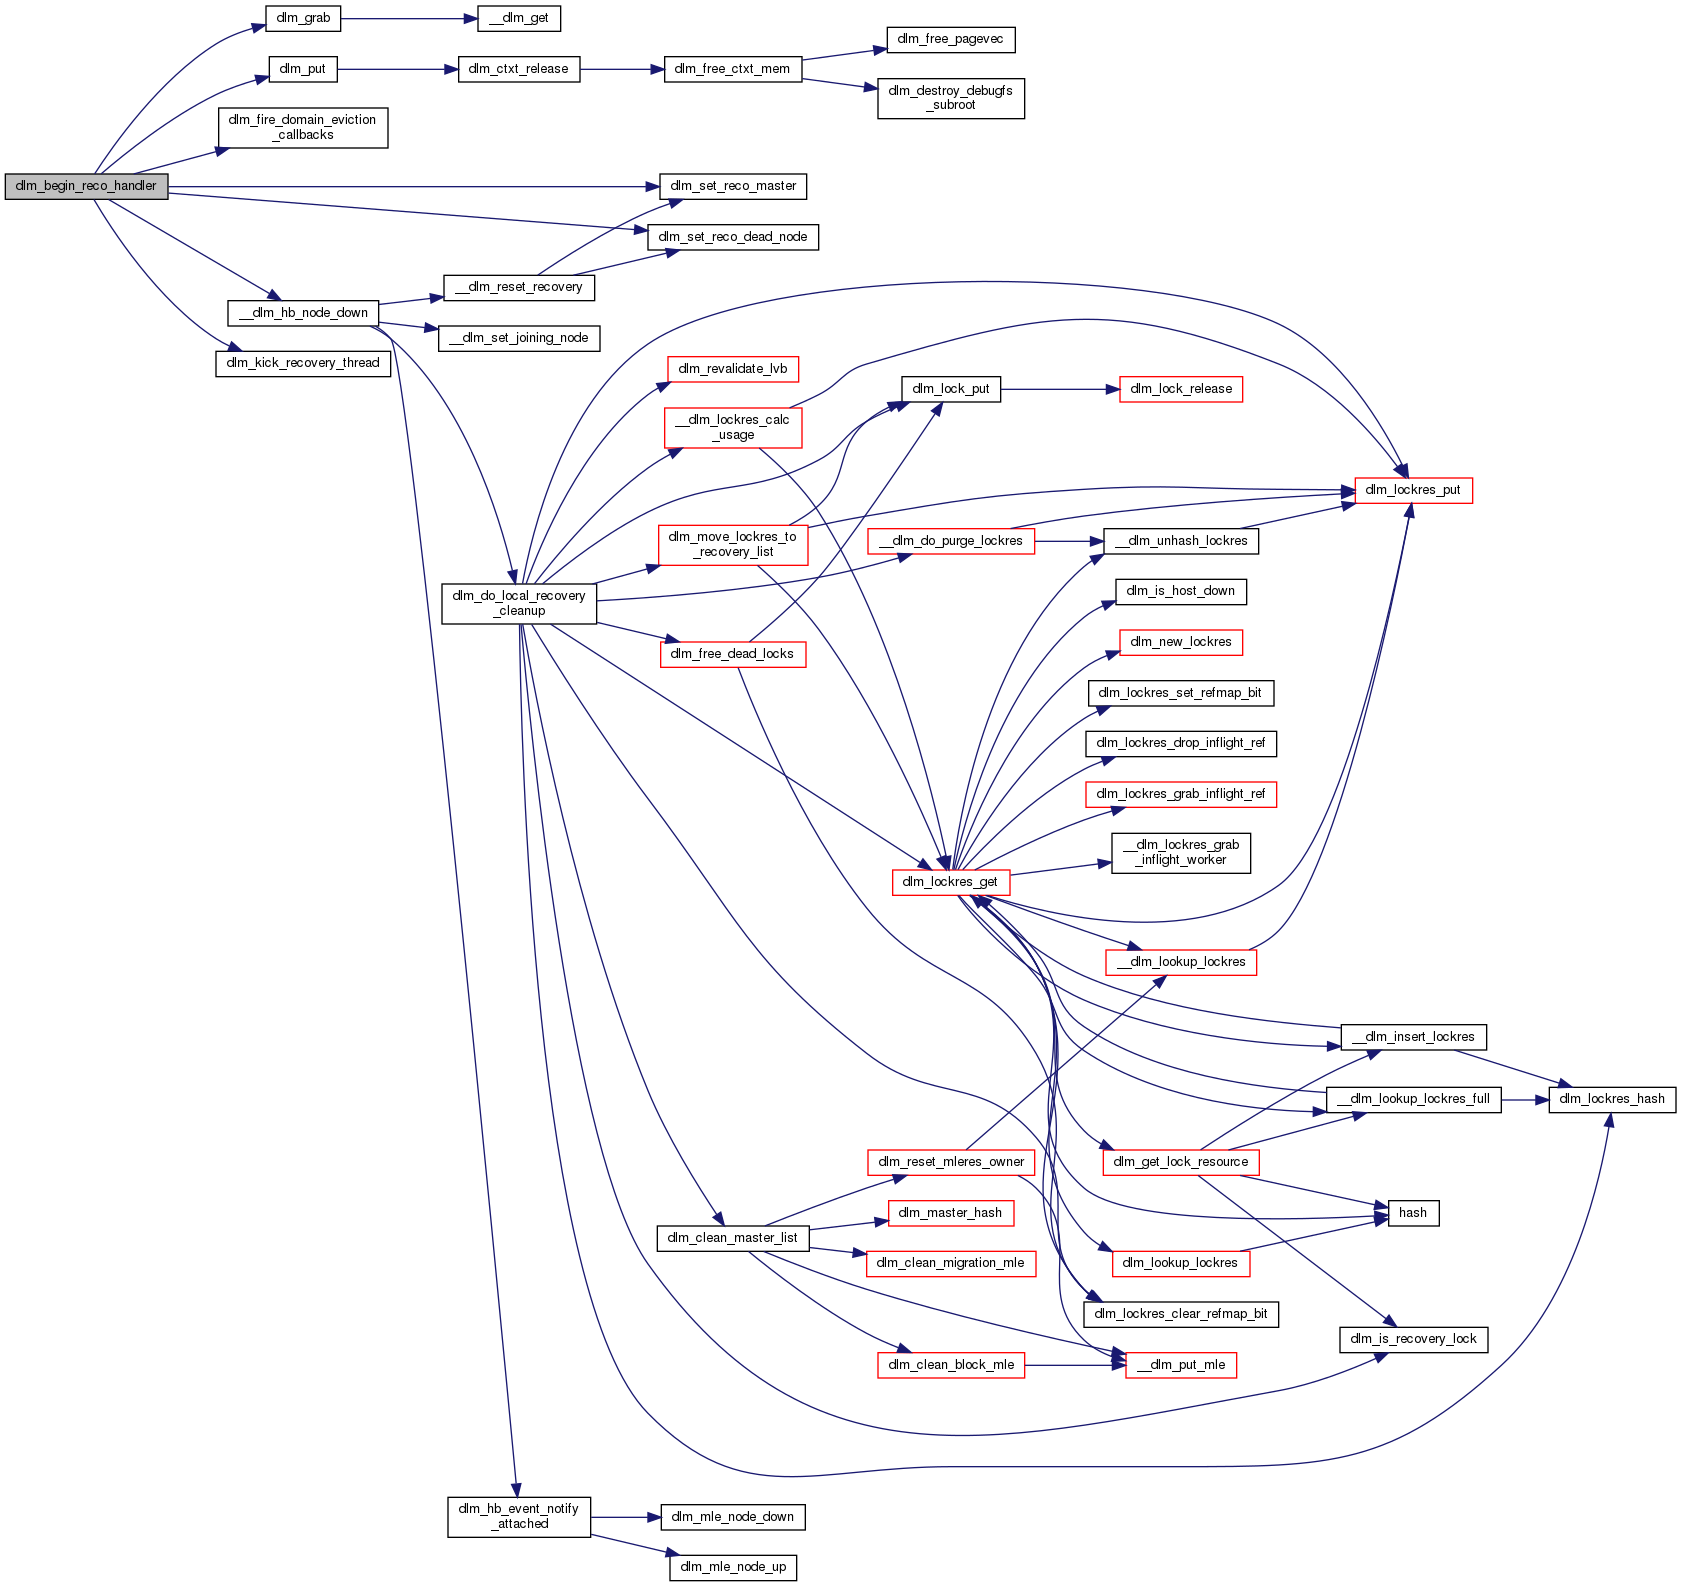 dlm_grab
__dlm_get
dlm_free_pagevec
dlm_put
dlm_ctxt_release
dlm_free_ctxt_mem
dlm_destroy_debugfs
_subroot
dlm_fire_domain_eviction
_callbacks
dlm_begin_reco_handler
dlm_set_reco_master
dlm_set_reco_dead_node
__dlm_reset_recovery
__dlm_hb_node_down
__dlm_set_joining_node
dlm_kick_recovery_thread
dlm_revalidate_lvb
dlm_lock_put
dlm_lock_release
__dlm_lockres_calc
_usage
dlm_lockres_put
dlm_move_lockres_to
_recovery_list
__dlm_do_purge_lockres
__dlm_unhash_lockres
dlm_do_local_recovery
_cleanup
dlm_is_host_down
dlm_free_dead_locks
dlm_new_lockres
dlm_lockres_set_refmap_bit
dlm_lockres_drop_inflight_ref
dlm_lockres_grab_inflight_ref
__dlm_lockres_grab
_inflight_worker
dlm_lockres_get
__dlm_lookup_lockres
__dlm_insert_lockres
__dlm_lookup_lockres_full
dlm_lockres_hash
dlm_reset_mleres_owner
dlm_get_lock_resource
dlm_master_hash
hash
dlm_clean_master_list
dlm_clean_migration_mle
dlm_lookup_lockres
dlm_lockres_clear_refmap_bit
dlm_is_recovery_lock
dlm_clean_block_mle
__dlm_put_mle
dlm_hb_event_notify
_attached
dlm_mle_node_down
dlm_mle_node_up